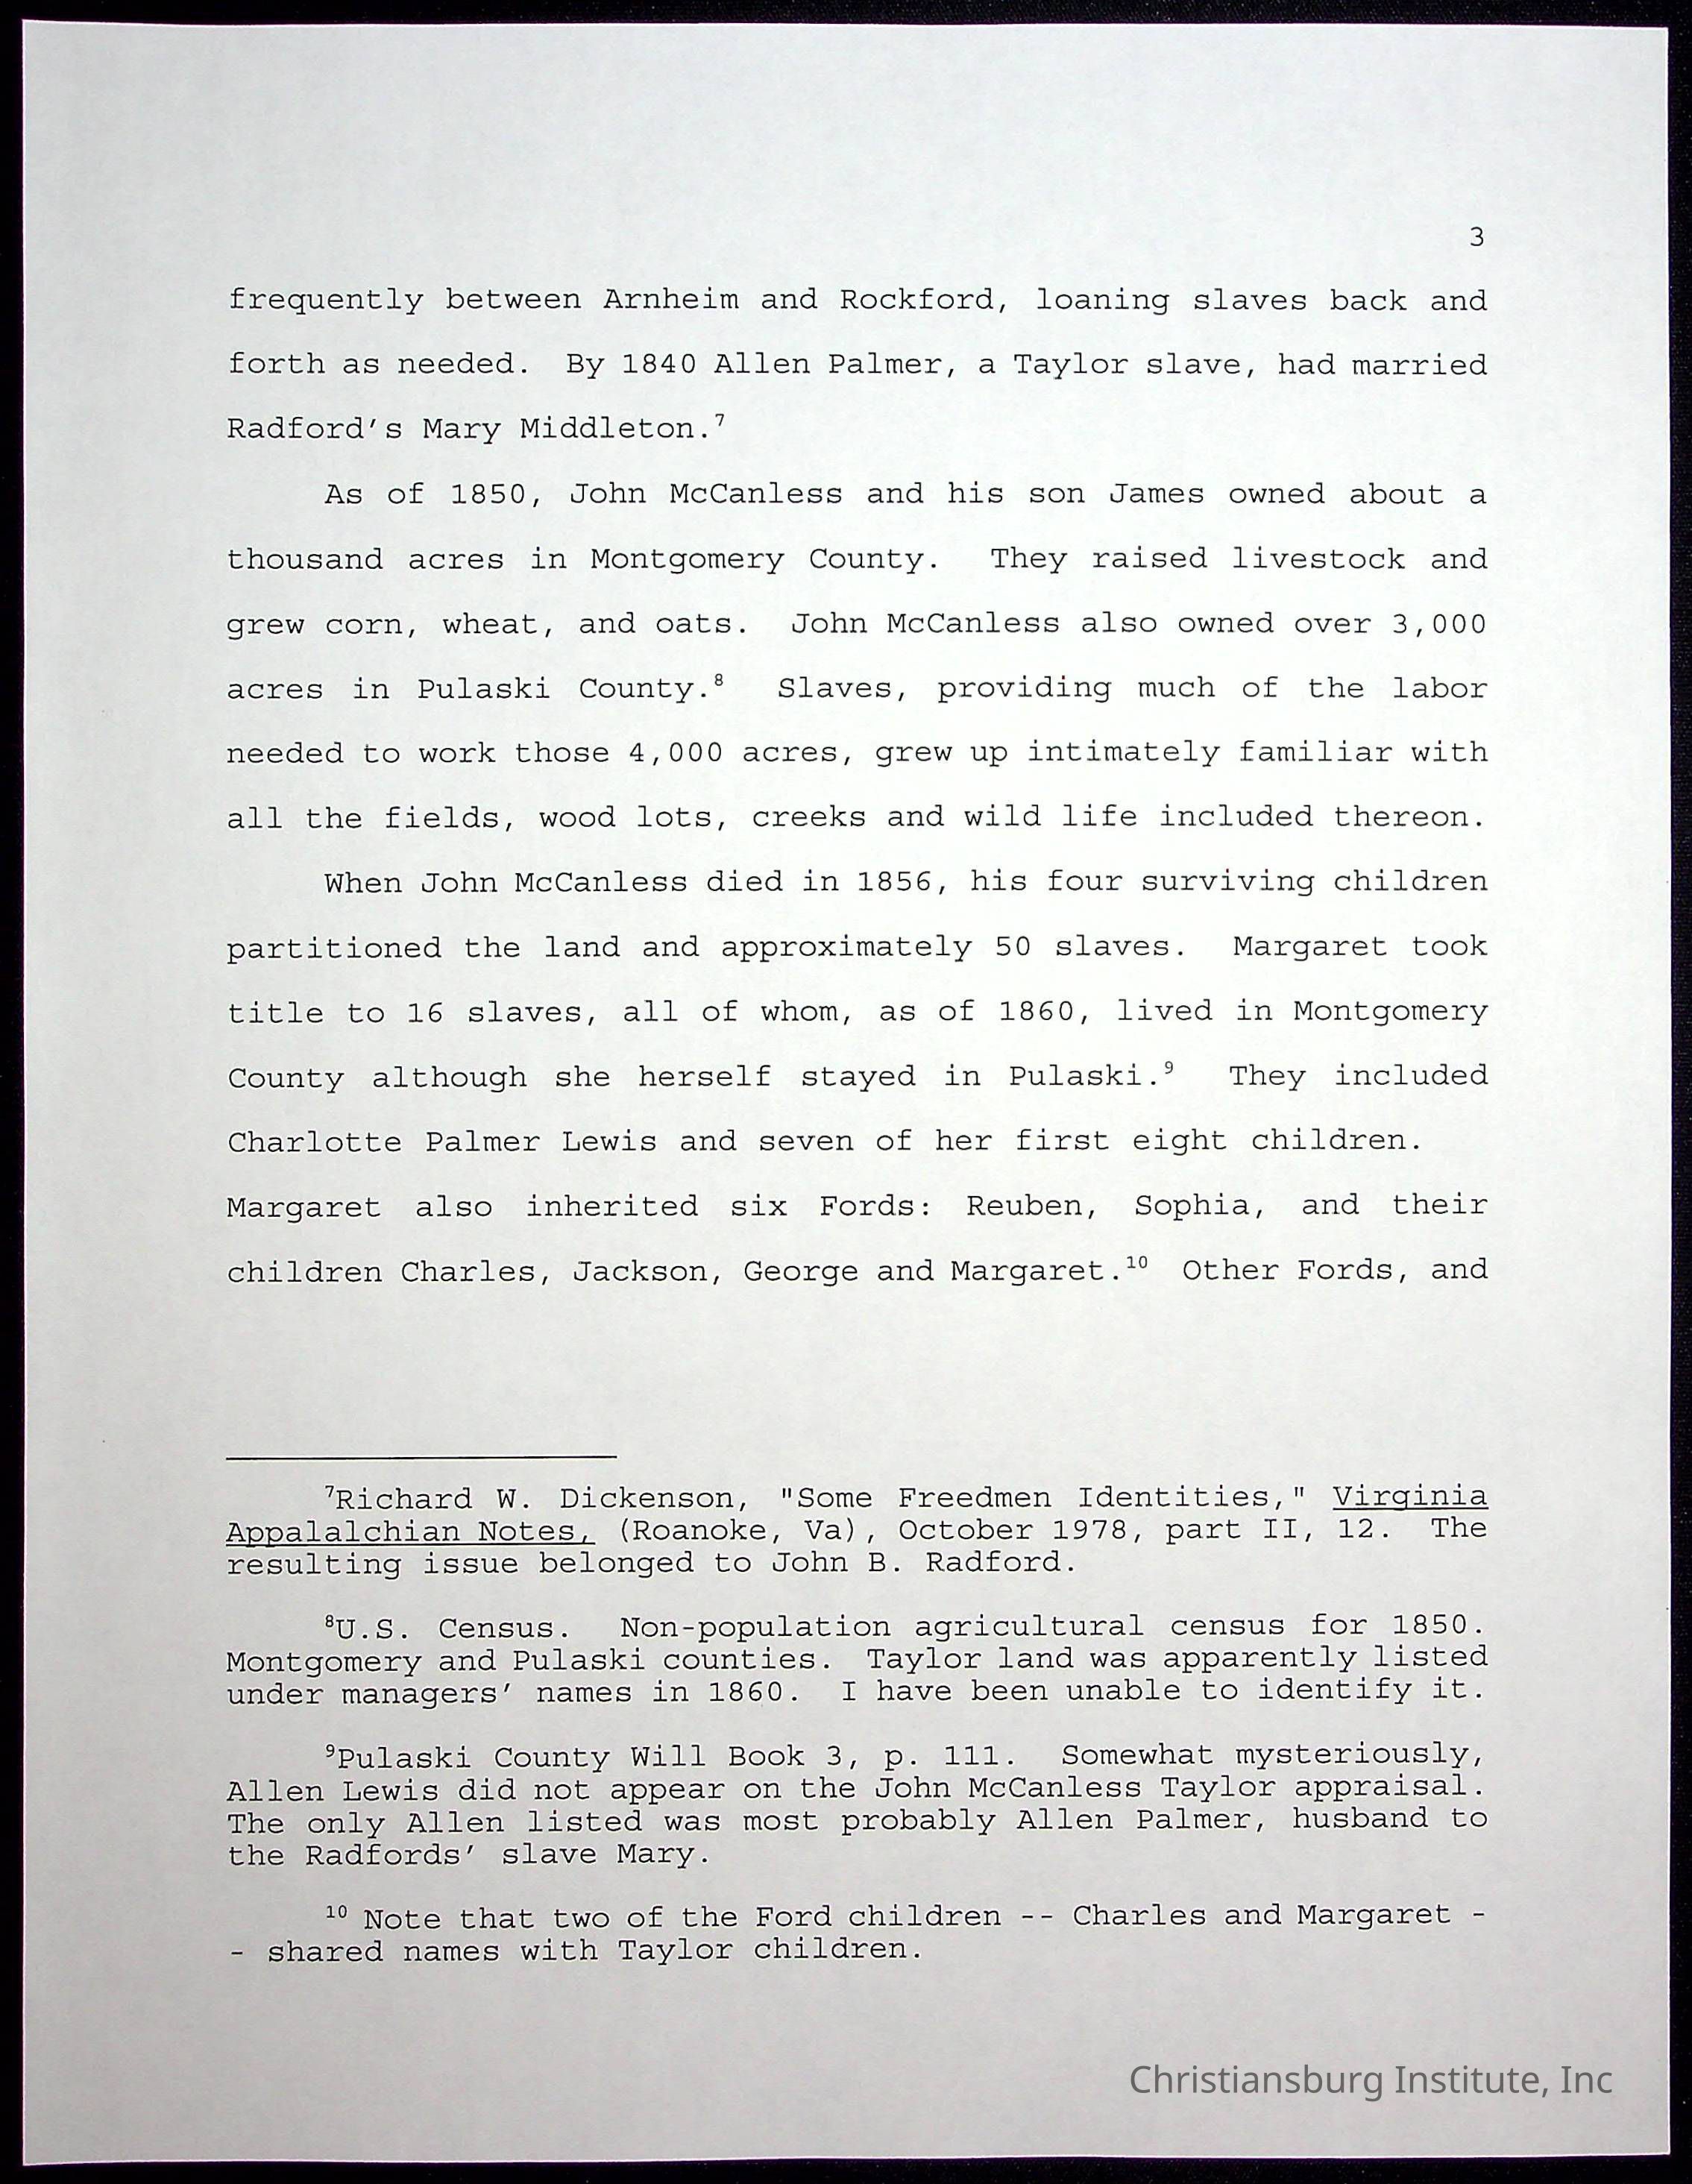 3
frequently between Arnheim and Rockford, loaning slaves back and
forth as needed. By 1840 Allen Palmer, a Taylor slave, had married
Radford's Mary Middleton.⁷
As of 1850, John McCanless and his son James owned about a
thousand acres in Montgomery County. They raised livestock and
grew corn, wheat, and oats. John McCanless also owned over 3,000
acres in Pulaski County.⁸ Slaves, providing much of the labor
needed to work those 4,000 acres, grew up intimately familiar with
all the fields, wood lots, creeks and wild life included thereon.
When John McCanless died in 1856, his four surviving children
partitioned the land and approximately 50 slaves. Margaret took
title to 16 slaves, all of whom, as of 1860, lived in Montgomery
County although she herself stayed in Pulaski.⁹ They included
Charlotte Palmer Lewis and seven of her first eight children.
Margaret also inherited six Fords: Reuben, Sophia, and their
children Charles, Jackson, George and Margaret.¹⁰ Other Fords, and
⁷Richard W. Dickenson, "Some Freedmen Identities," Virginia
Appalalchian Notes, (Roanoke, Va), October 1978, part II, 12. The
resulting issue belonged to John B. Radford.
⁸U.S. Census. Non-population agricultural census for 1850.
Montgomery and Pulaski counties. Taylor land was apparently listed
under managers' names in 1860. I have been unable to identify it.
⁹Pulaski County Will Book 3, p. 111. Somewhat mysteriously,
Allen Lewis did not appear on the John McCanless Taylor appraisal.
The only Allen listed was most probably Allen Palmer, husband to
the Radfords' slave Mary.
¹⁰ Note that two of the Ford children -- Charles and Margaret -
- shared names with Taylor children.
Christiansburg Institute, Inc